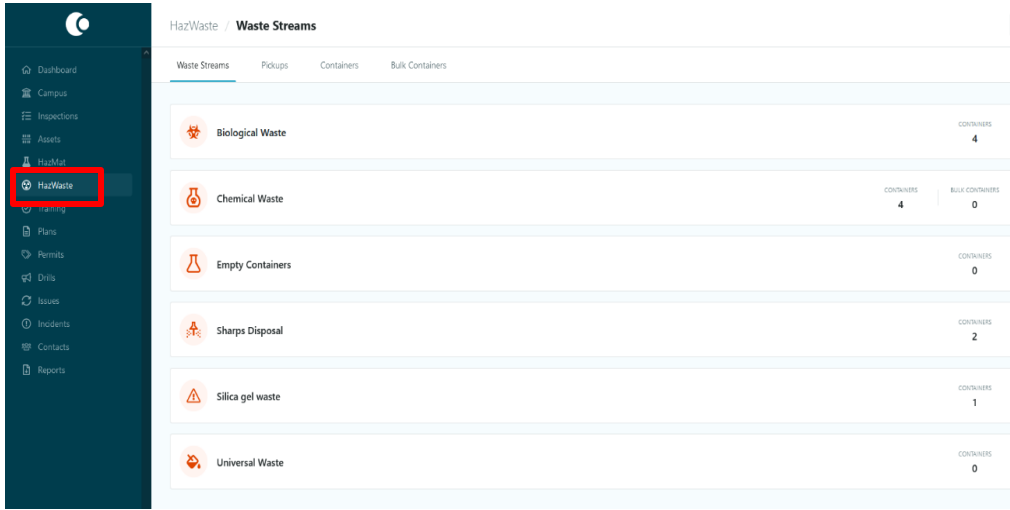 HazWaste / Waste Streams
Dashboard
Campus
Inspections
Assets
HazMat
HazWaste
Training
Plans
Permits
Drills
Issues
Incidents
Contacts
Reports
Waste Streams Pickups Containers Bulk Containers
Biological Waste
CONTAINERS
4
Chemical Waste
CONTAINERS BULK CONTAINERS
4 0
Empty Containers
CONTAINERS
0
Sharps Disposal
CONTAINERS
2
Silica gel waste
CONTAINERS
1
Universal Waste
CONTAINERS
0